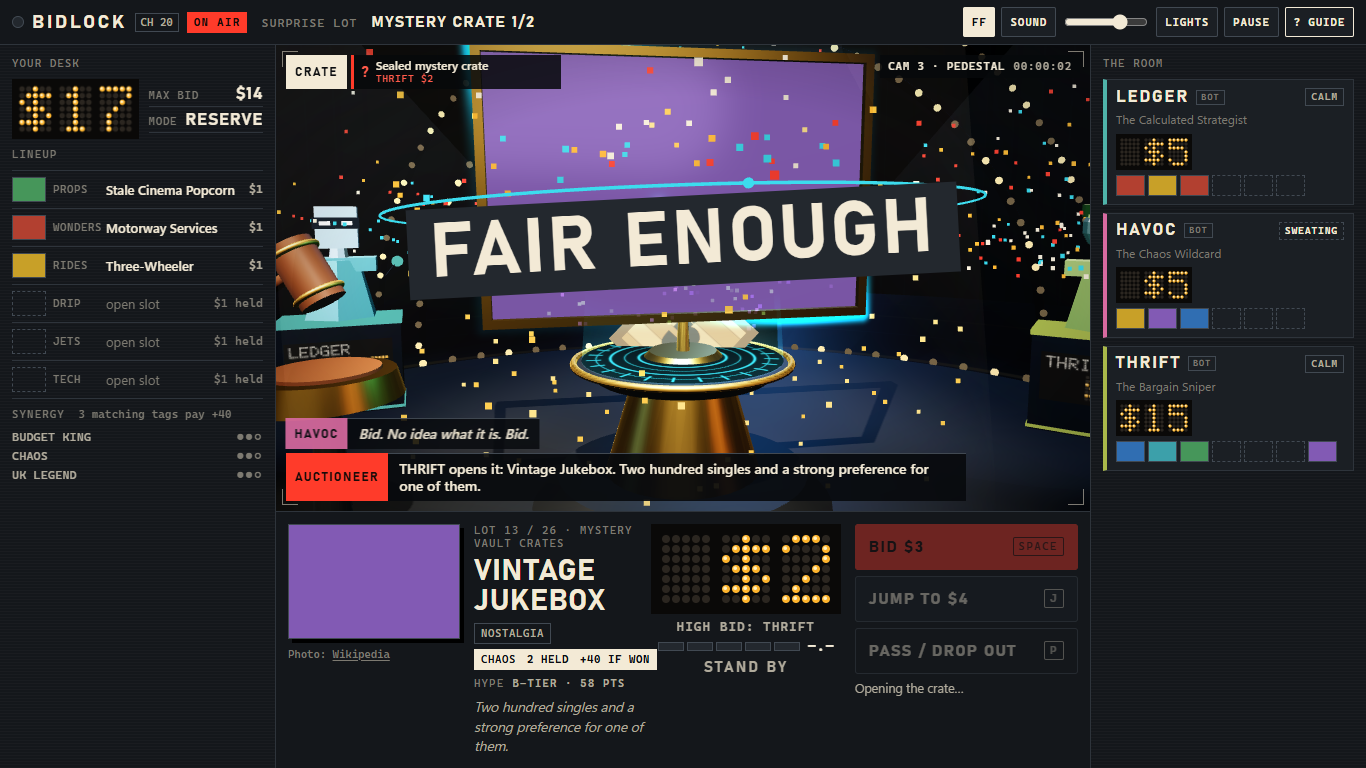 BIDLOCK CH 20 ON AIR SURPRISE LOT MYSTERY CRATE 1/2 FF SOUND LIGHTS PAUSE ? GUIDE
YOUR DESK
$17
MAX BID $14
MODE RESERVE
LINEUP
PROPS Stale Cinema Popcorn $1
WONDERS Motorway Services $1
RIDES Three-Wheeler $1
DRIP open slot $1 held
JETS open slot $1 held
TECH open slot $1 held
SYNERGY 3 matching tags pay +40
BUDGET KING
CHAOS
UK LEGEND
CRATE ? Sealed mystery crate
THRIFT $2
CAM 3 · PEDESTAL 00:00:02
FAIR ENOUGH
LEDGER
THRI
HAVOC Bid. No idea what it is. Bid.
AUCTIONEER THRIFT opens it: Vintage Jukebox. Two hundred singles and a strong preference for
one of them.
Photo: Wikipedia
LOT 13 / 26 · MYSTERY
VAULT CRATES
VINTAGE
JUKEBOX
NOSTALGIA
CHAOS 2 HELD +40 IF WON
HYPE B-TIER · 58 PTS
Two hundred singles and a
strong preference for one of
them.
$2
HIGH BID: THRIFT
-.-
STAND BY
BID $3 SPACE
JUMP TO $4 J
PASS / DROP OUT P
Opening the crate…
THE ROOM
LEDGER BOT CALM
The Calculated Strategist
$5
HAVOC BOT SWEATING
The Chaos Wildcard
$5
THRIFT BOT CALM
The Bargain Sniper
$15